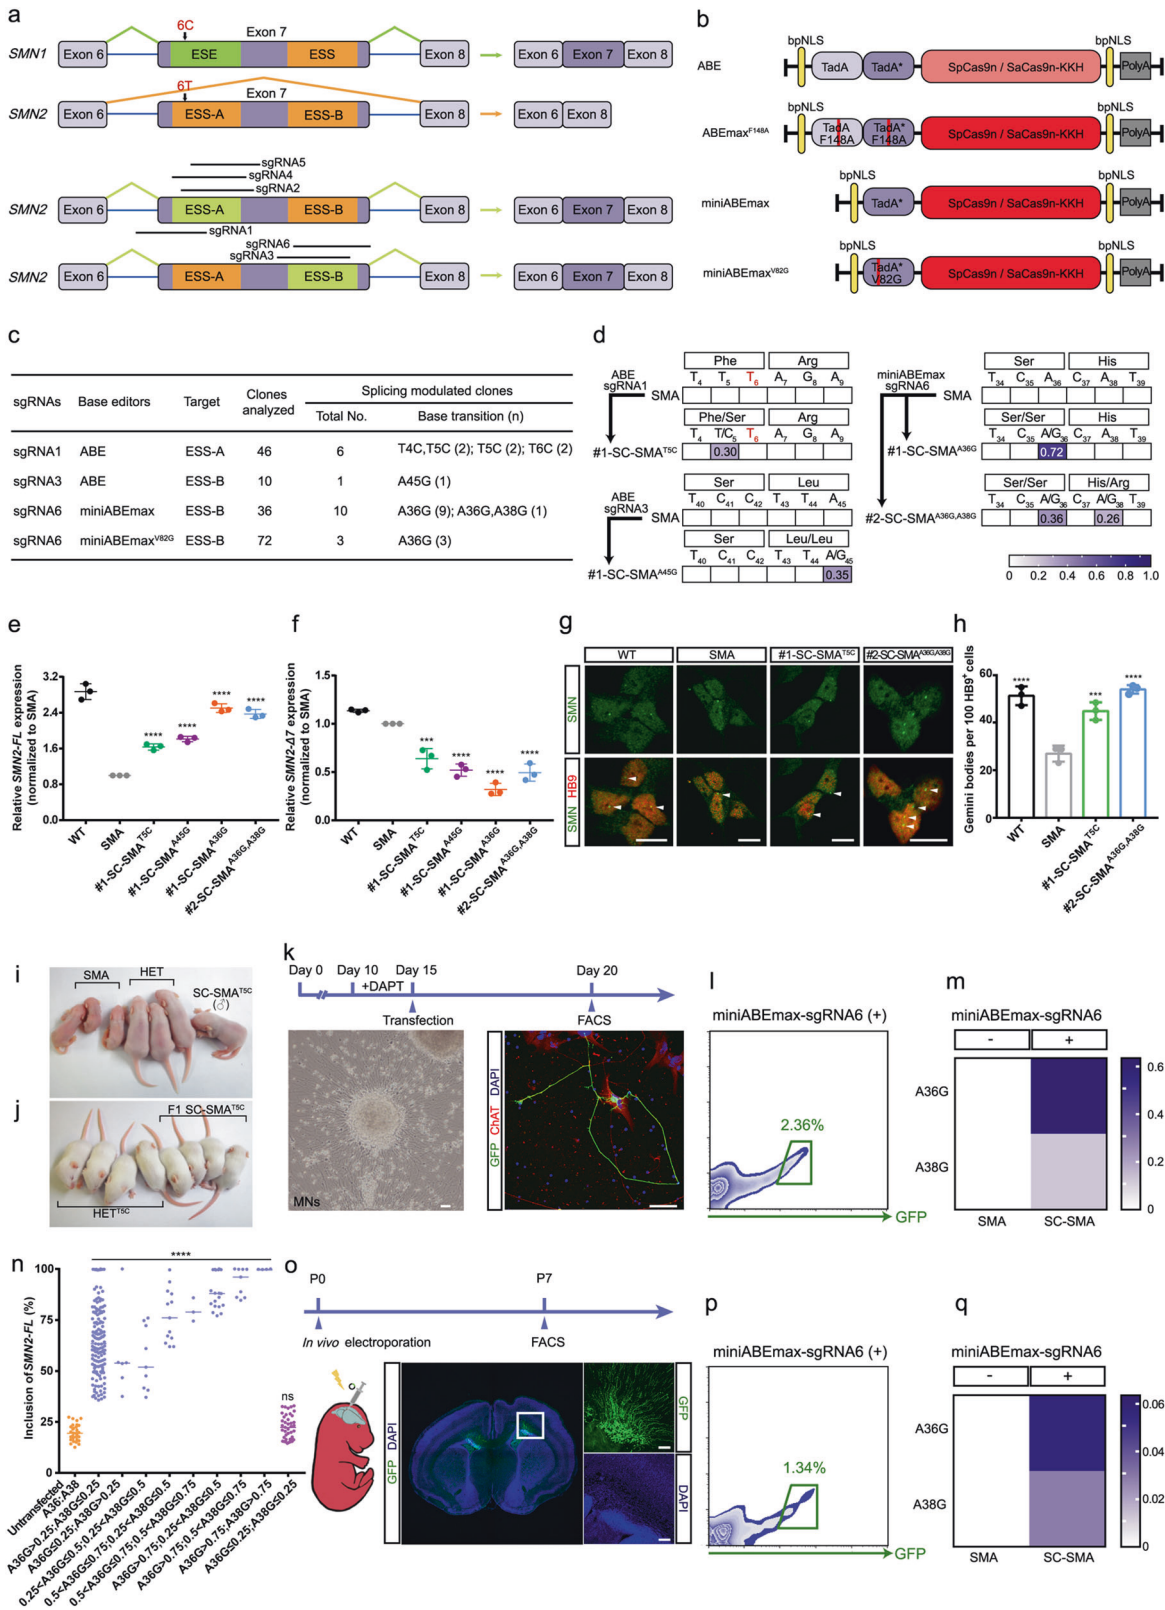 a
6C
Exon 7
SMN1
Exon 6
ESE
ESS
Exon 8
Exon 6
Exon 7
Exon 8
6T
Exon 7
SMN2
Exon 6
ESS-A
ESS-B
Exon 8
Exon 6
Exon 8
sgRNA5
sgRNA4
sgRNA2
SMN2
Exon 6
ESS-A
ESS-B
Exon 8
Exon 6
Exon 7
Exon 8
sgRNA1
sgRNA6
sgRNA3
SMN2
Exon 6
ESS-A
ESS-B
Exon 8
Exon 6
Exon 7
Exon 8
b
bpNLS
bpNLS
ABE
TadA
TadA*
SpCas9n / SaCas9n-KKH
PolyA
bpNLS
bpNLS
ABEmaxF148A
TadA F148A
TadA* F148A
SpCas9n / SaCas9n-KKH
PolyA
bpNLS
bpNLS
miniABEmax
TadA*
SpCas9n / SaCas9n-KKH
PolyA
bpNLS
bpNLS
miniABEmaxV82G
TadA* V82G
SpCas9n / SaCas9n-KKH
PolyA
c
sgRNAs Base editors Target Clones analyzed Splicing modulated clones
Total No. Base transition (n)
sgRNA1 ABE ESS-A 46 6 T4C,T5C (2); T5C (2); T6C (2)
sgRNA3 ABE ESS-B 10 1 A45G (1)
sgRNA6 miniABEmax ESS-B 36 10 A36G (9); A36G,A38G (1)
sgRNA6 miniABEmaxV82G ESS-B 72 3 A36G (3)
d
Phe Arg
ABE sgRNA1
T4 T5 T6 A7 G8 A9
SMA
Phe/Ser Arg
T4 T/C5 T6 A7 G8 A9
#1-SC-SMAT5C
0.30
Ser Leu
ABE sgRNA3
T40 C41 C42 T43 T44 A45
SMA
Ser Leu/Leu
T40 C41 C42 T43 T44 A/G45
#1-SC-SMAA45G
0.35
Ser His
miniABEmax sgRNA6
T34 C35 A36 C37 A38 T39
SMA
Ser/Ser His
T34 C35 A/G36 C37 A38 T39
#1-SC-SMAA36G
0.72
Ser/Ser His/Arg
T34 C35 A/G36 C37 A/G38 T39
#2-SC-SMAA36G,A38G
0.36 0.26
0 0.2 0.4 0.6 0.8 1.0
e
Relative SMN2-FL expression
(normalized to SMA)
3.2
2.4
1.6
0.8
0.0
****
****
****
****
WT
SMA
#1-SC-SMAT5C
#1-SC-SMAA45G
#1-SC-SMAA36G
#2-SC-SMAA36G,A38G
f
Relative SMN2-Δ7 expression
(normalized to SMA)
1.5
1.0
0.5
0.0
***
****
****
****
WT
SMA
#1-SC-SMAT5C
#1-SC-SMAA45G
#1-SC-SMAA36G
#2-SC-SMAA36G,A38G
g
WT
SMA
#1-SC-SMAT5C
#2-SC-SMAA36G,A38G
SMN
SMN HB9
h
Gemini bodies per 100 HB9+ cells
60
40
20
0
****
***
****
WT
SMA
#1-SC-SMAT5C
#2-SC-SMAA36G,A38G
i
SMA
HET
SC-SMAT5C
(♂)
j
F1 SC-SMAT5C
HETT5C
k
Day 0
Day 10
Day 15
Day 20
+DAPT
Transfection
FACS
MNs
GFP ChAT DAPI
l
miniABEmax-sgRNA6 (+)
2.36%
GFP
m
miniABEmax-sgRNA6
- +
A36G
A38G
SMA
SC-SMA
0.6
0.4
0.2
0
n
Inclusion of SMN2-FL (%)
100
75
50
25
0
****
ns
Untransfected
A36;A38
A36G>0.25;A38G≤0.25
A36G≤0.25;A38G>0.25
0.25<A36G≤0.5;0.25<A38G≤0.5
0.5<A36G≤0.75;0.25<A38G≤0.5
0.5<A36G≤0.75;0.5<A38G≤0.75
A36G>0.75;0.25<A38G≤0.5
A36G>0.75;0.5<A38G≤0.75
A36G>0.75;A38G>0.75
A36G≤0.25;A38G≤0.25
o
P0
P7
In vivo electroporation
FACS
GFP DAPI
GFP
DAPI
p
miniABEmax-sgRNA6 (+)
1.34%
GFP
q
miniABEmax-sgRNA6
- +
A36G
A38G
SMA
SC-SMA
0.06
0.04
0.02
0